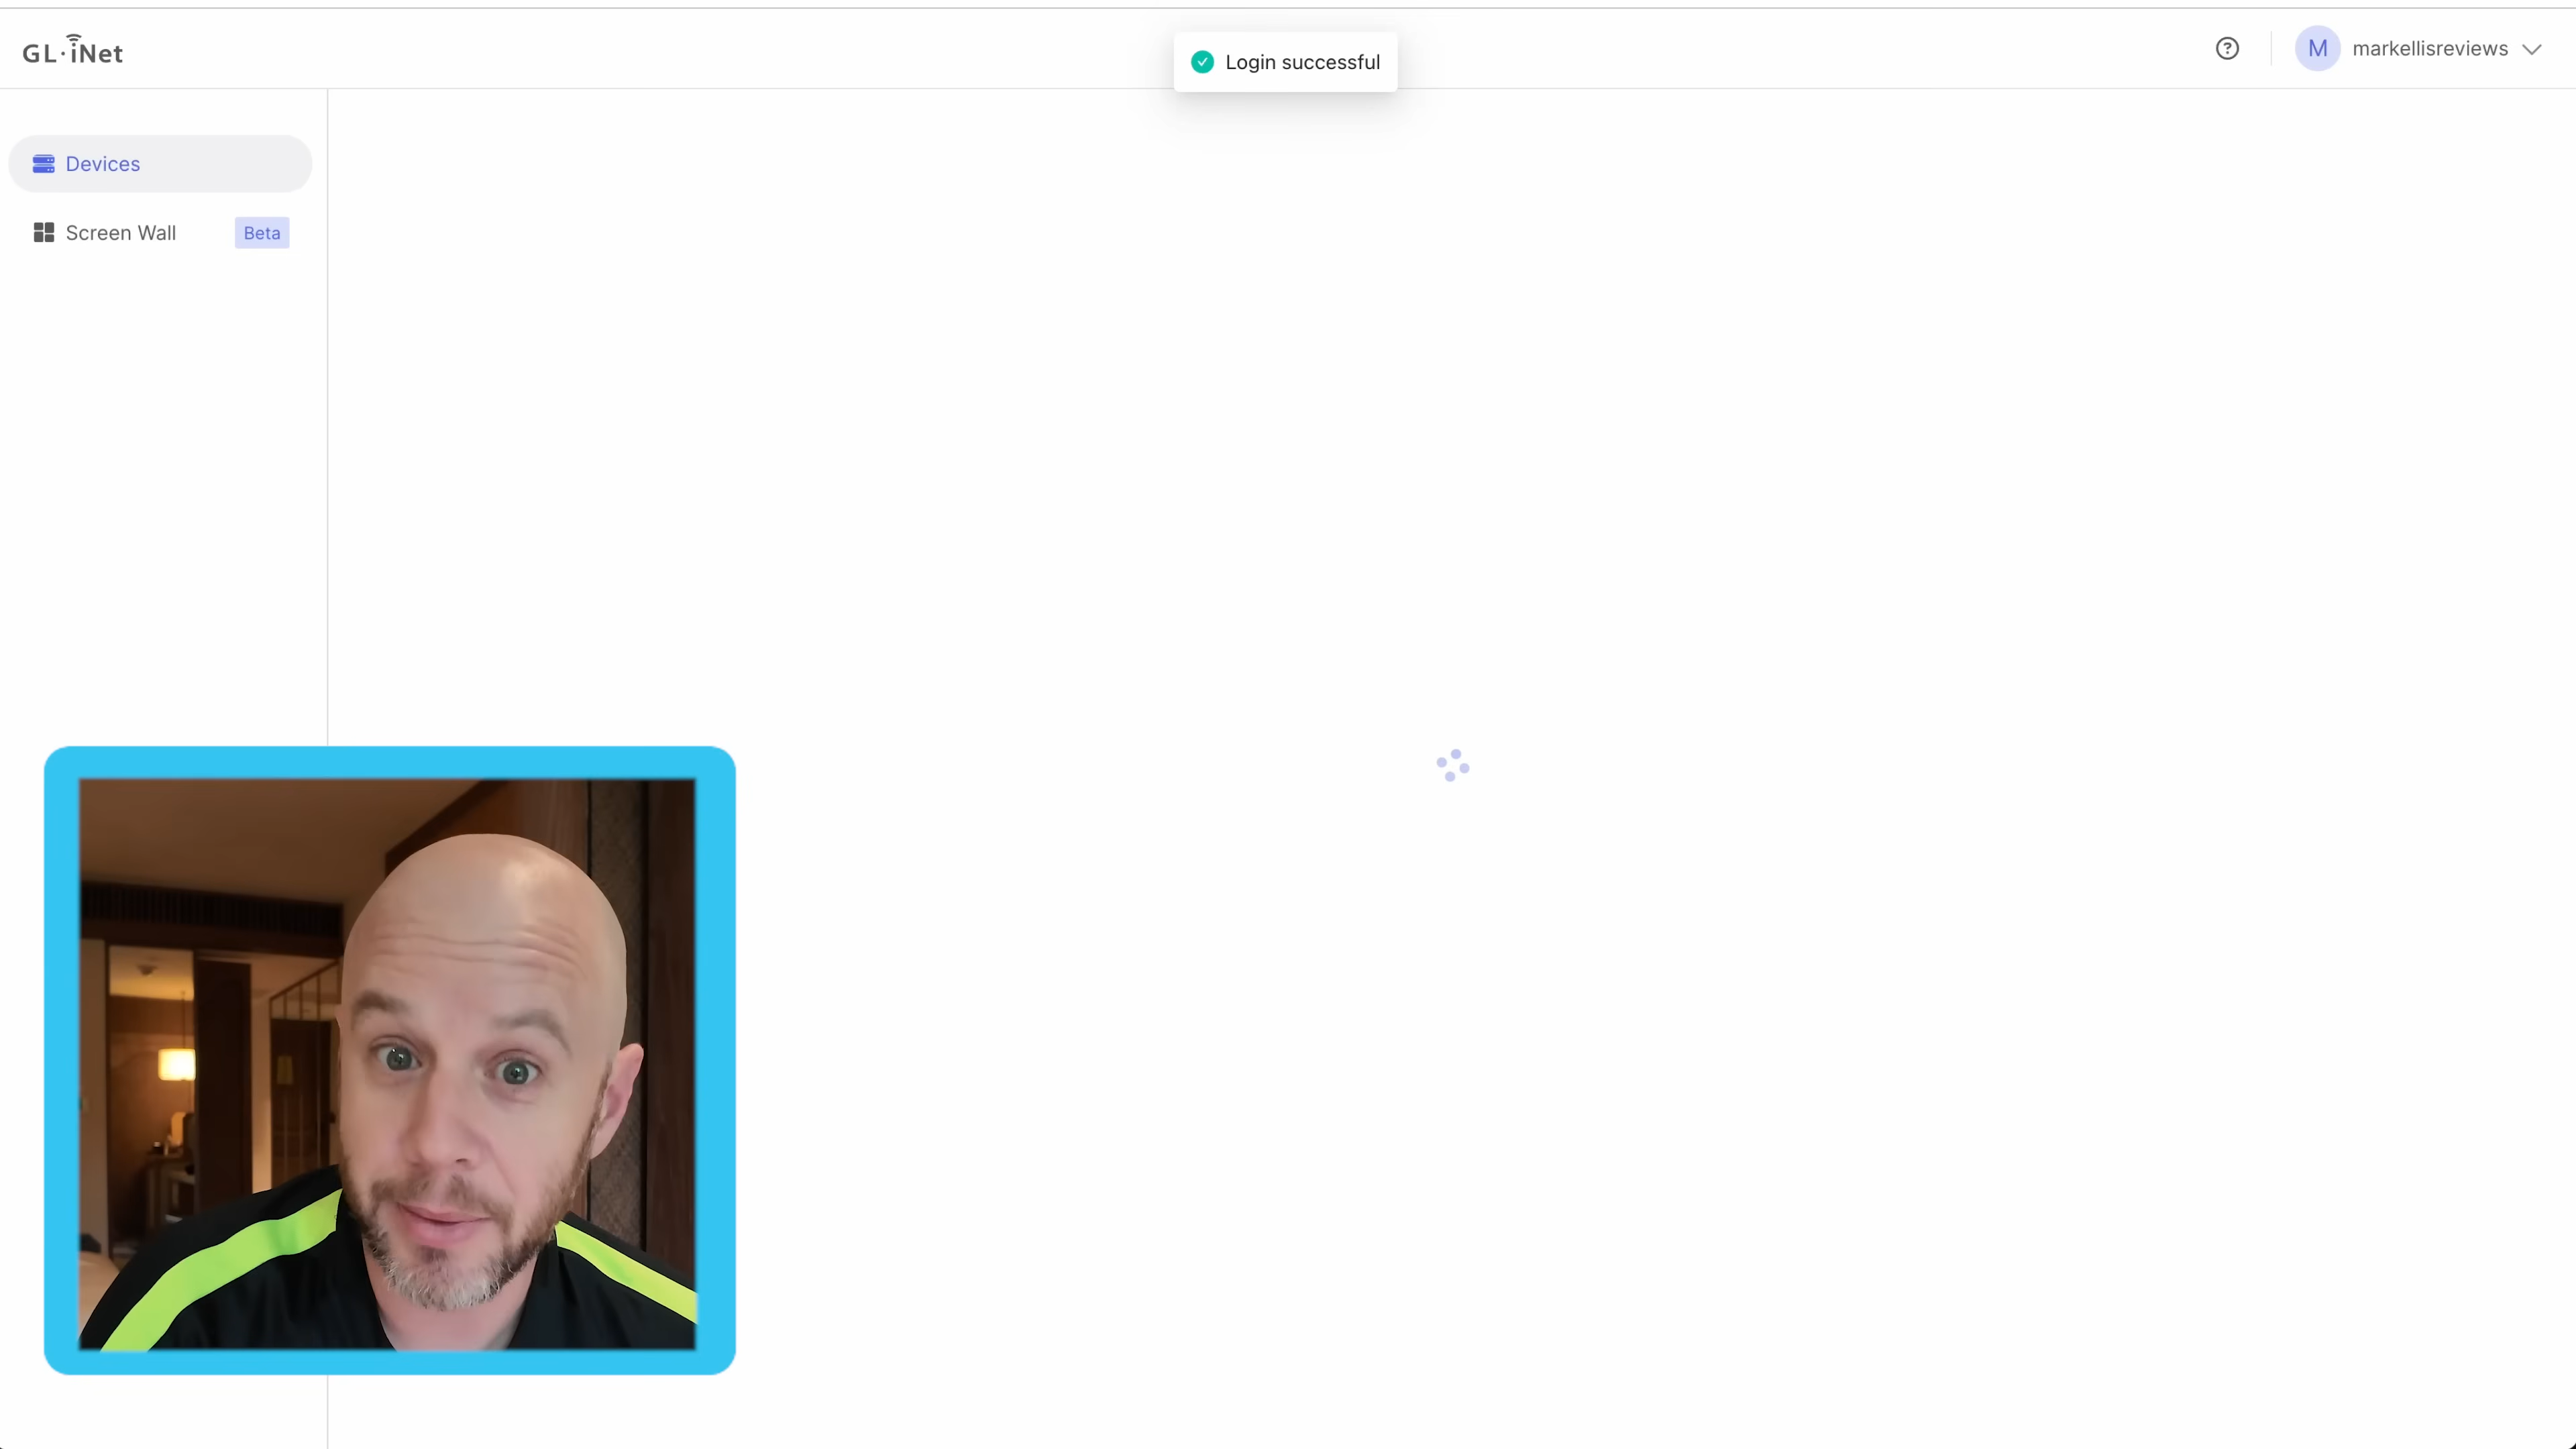 GL·iNet
Login successful
M
markellisreviews
Devices
Screen Wall
Beta